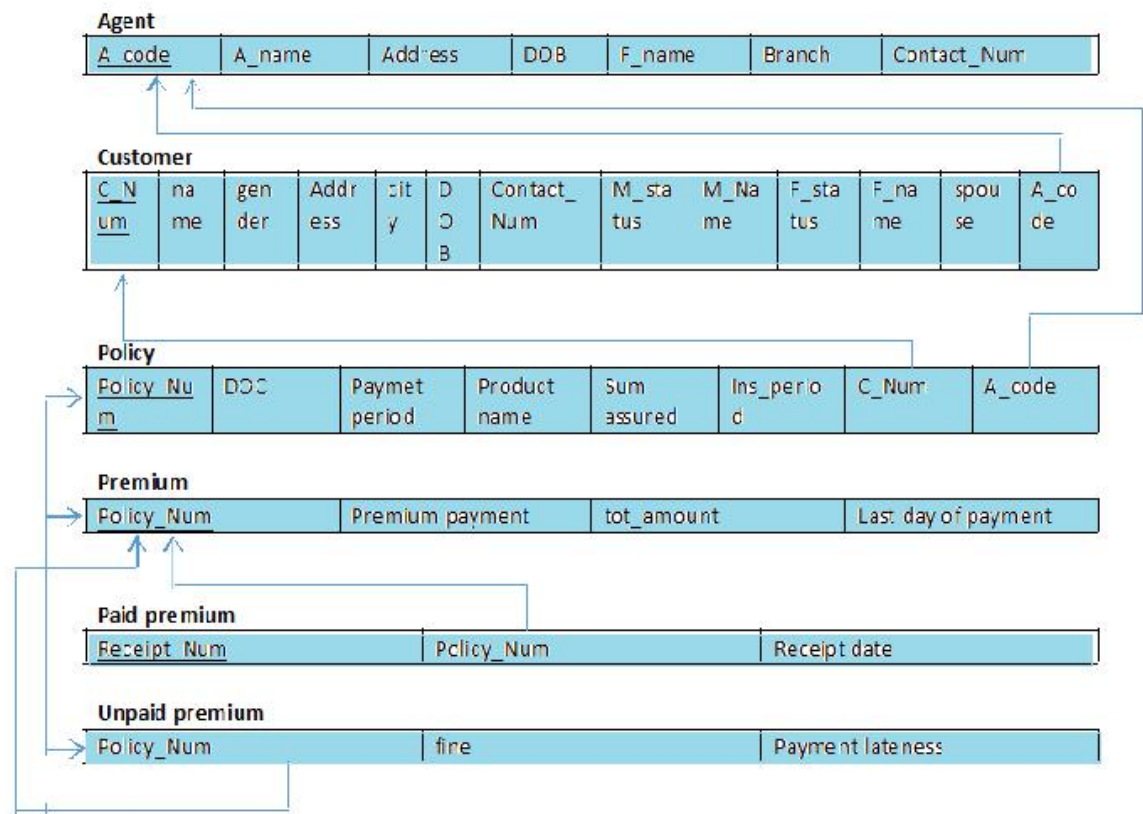 Agent
A_code A_name Address DOB F_name Branch Contact_Num
Customer
C_N na gen Addr cit D Contact_ M_sta M_Na F_sta F_na spou A_co
um me der ess y O Num tus me tus me se de
B
Policy
Policy_Nu DOC Paymet Product Sum Ins_perio C_Num A_code
m period name assured d
Premium
Policy_Num Premium payment tot_amount Last day of payment
Paid premium
Receipt_Num Policy_Num Receipt date
Unpaid premium
Policy_Num fine Payment lateness